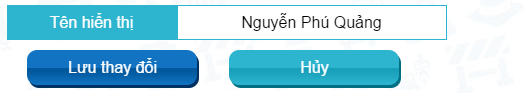 Tên hiển thị Nguyễn Phú Quảng
Lưu thay đổi Hủy